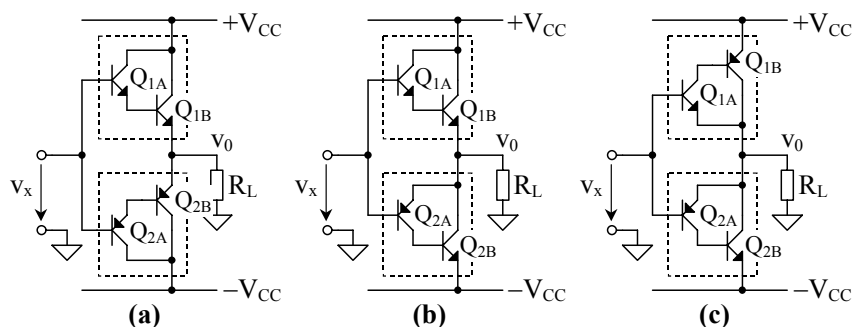 +VCC
Q1A
Q1B
v0
vx
RL
Q2B
Q2A
−VCC
(a)
+VCC
Q1A
Q1B
v0
vx
RL
Q2A
Q2B
−VCC
(b)
+VCC
Q1B
Q1A
v0
vx
RL
Q2A
Q2B
−VCC
(c)